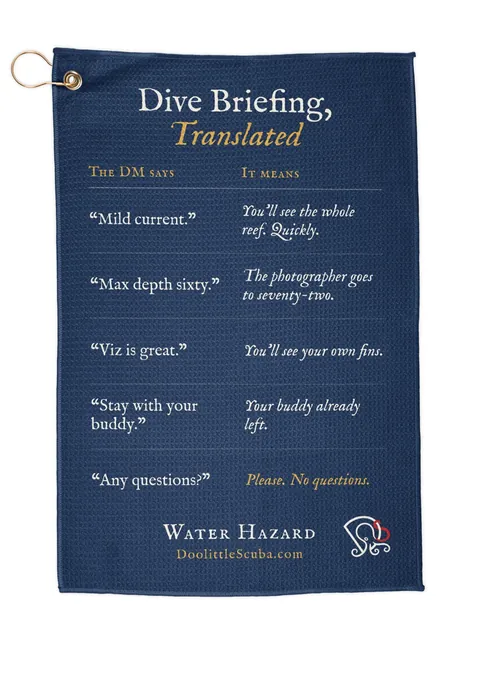 Dive Briefing,
Translated
The DM says It means
“Mild current.” You’ll see the whole
reef. Quickly.
“Max depth sixty.” The photographer goes
to seventy-two.
“Viz is great.” You’ll see your own fins.
“Stay with your Your buddy already
buddy.” left.
“Any questions?” Please. No questions.
Water Hazard
DoolittleScuba.com